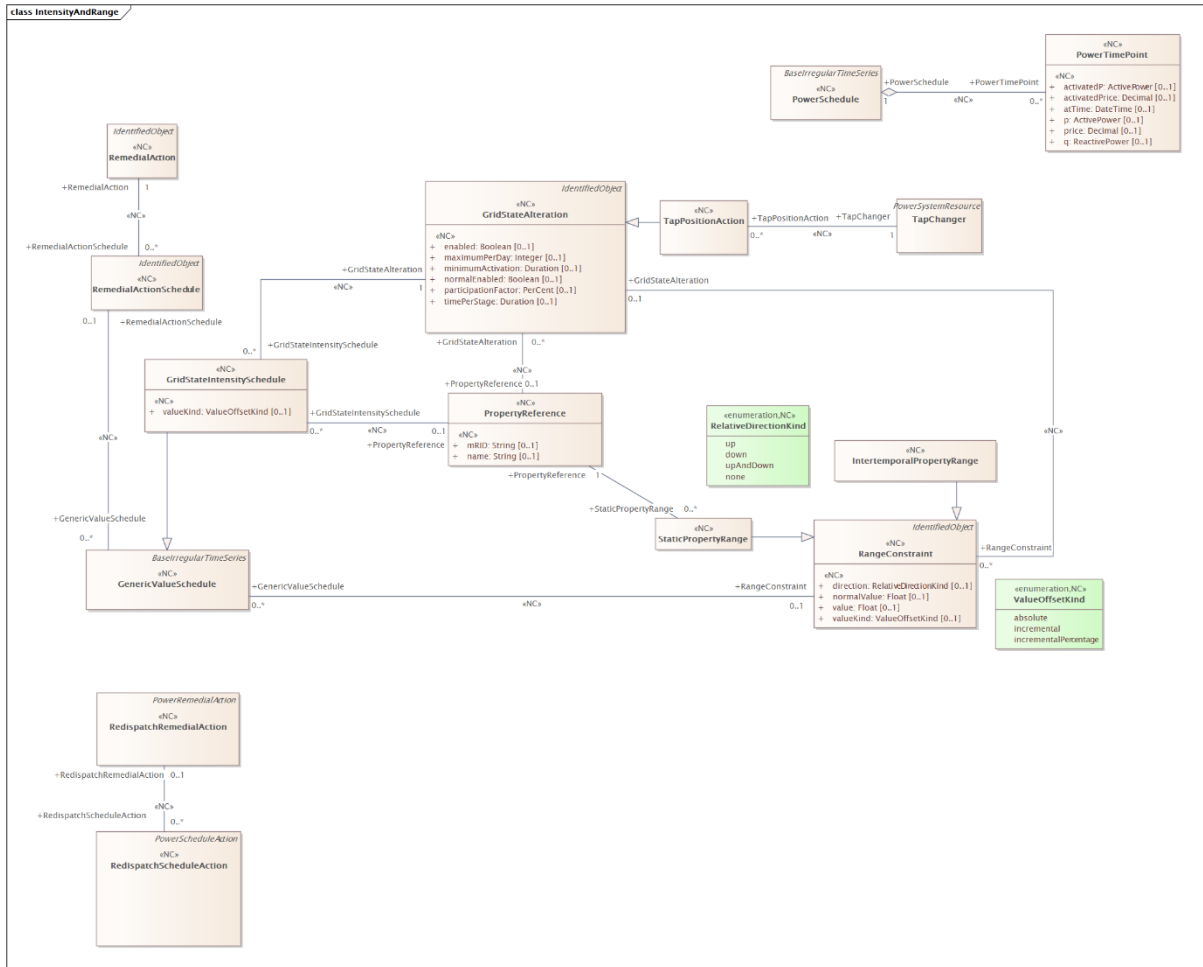 class IntensityAndRange
BaseIrregularTimeSeries
«NC»
PowerSchedule
+PowerSchedule
+PowerTimePoint
1
«NC»
0..*
«NC»
PowerTimePoint
«NC»
+ activatedP: ActivePower [0..1]
+ activatedPrice: Decimal [0..1]
+ atTime: DateTime [0..1]
+ p: ActivePower [0..1]
+ price: Decimal [0..1]
+ q: ReactivePower [0..1]
IdentifiedObject
«NC»
RemedialAction
+RemedialAction
1
«NC»
+RemedialActionSchedule
0..*
IdentifiedObject
«NC»
RemedialActionSchedule
0..1
+RemedialActionSchedule
«NC»
+GenericValueSchedule
0..*
IdentifiedObject
«NC»
GridStateAlteration
«NC»
+ enabled: Boolean [0..1]
+ maximumPerDay: Integer [0..1]
+ minimumActivation: Duration [0..1]
+ normalEnabled: Boolean [0..1]
+ participationFactor: PerCent [0..1]
+ timePerStage: Duration [0..1]
«NC»
TapPositionAction
+TapPositionAction
+TapChanger
0..*
«NC»
1
PowerSystemResource
«NC»
TapChanger
+GridStateAlteration
«NC»
1
+GridStateIntensitySchedule
0..*
+GridStateAlteration
0..1
«NC»
+RangeConstraint
0..*
+GridStateAlteration
0..*
«NC»
+PropertyReference
0..1
«NC»
GridStateIntensitySchedule
«NC»
+ valueKind: ValueOffsetKind [0..1]
+GridStateIntensitySchedule
0..*
«NC»
0..1
+PropertyReference
«NC»
PropertyReference
«NC»
+ mRID: String [0..1]
+ name: String [0..1]
+PropertyReference
1
+StaticPropertyRange
0..*
«enumeration,NC»
RelativeDirectionKind
up
down
upAndDown
none
«NC»
IntertemporalPropertyRange
«NC»
StaticPropertyRange
IdentifiedObject
«NC»
RangeConstraint
«NC»
+ direction: RelativeDirectionKind [0..1]
+ normalValue: Float [0..1]
+ value: Float [0..1]
+ valueKind: ValueOffsetKind [0..1]
BaseIrregularTimeSeries
«NC»
GenericValueSchedule
+GenericValueSchedule
+RangeConstraint
0..*
«NC»
0..1
«enumeration,NC»
ValueOffsetKind
absolute
incremental
incrementalPercentage
PowerRemedialAction
«NC»
RedispatchRemedialAction
+RedispatchRemedialAction
0..1
«NC»
+RedispatchScheduleAction
0..*
PowerScheduleAction
«NC»
RedispatchScheduleAction